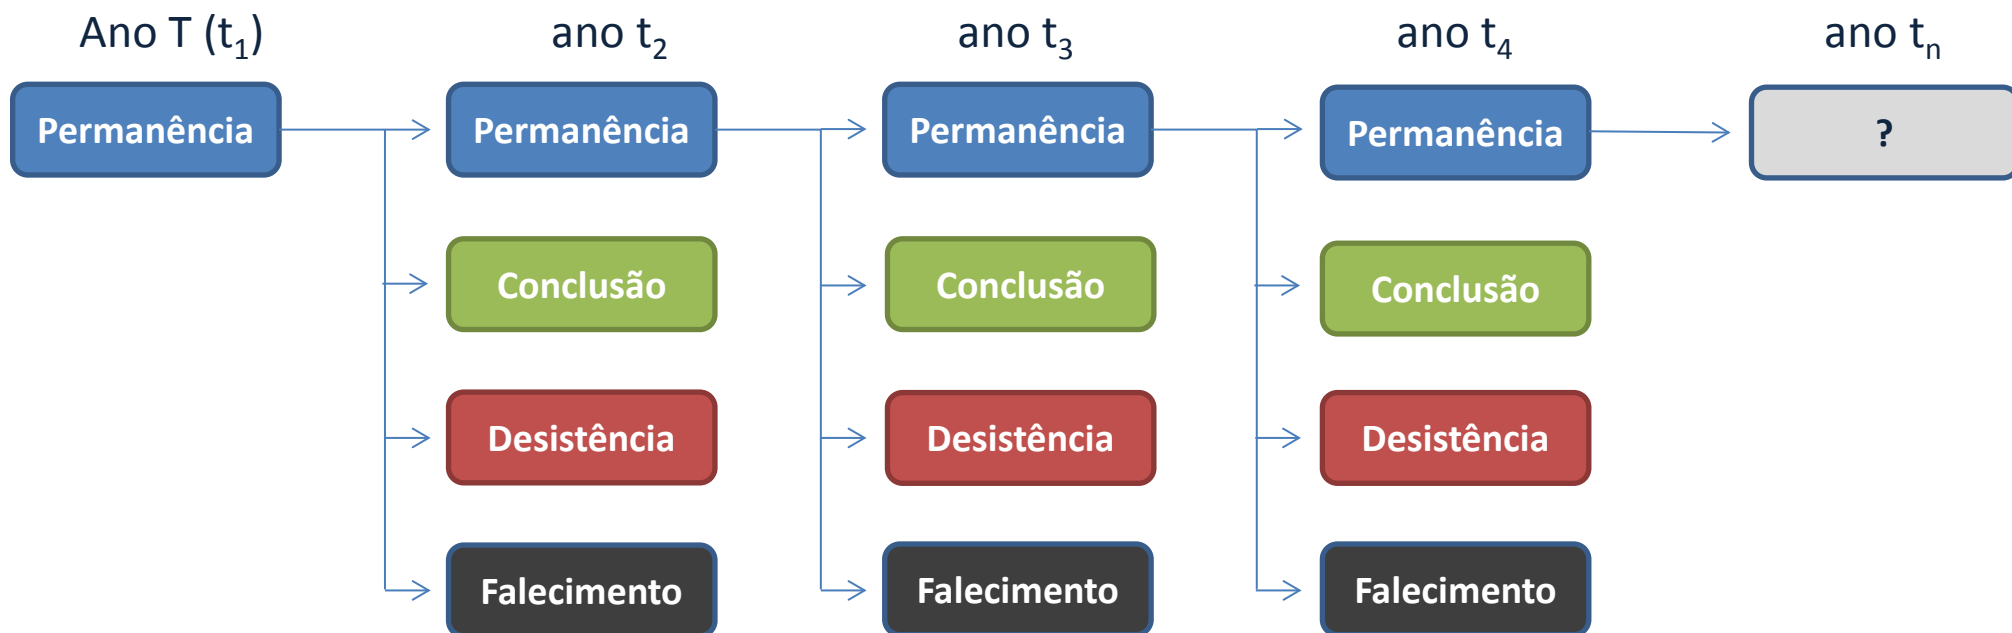 Ano T (t₁) ano t₂ ano t₃ ano t₄ ano tₙ
Permanência Permanência Permanência Permanência ?
Conclusão Conclusão Conclusão
Desistência Desistência Desistência
Falecimento Falecimento Falecimento